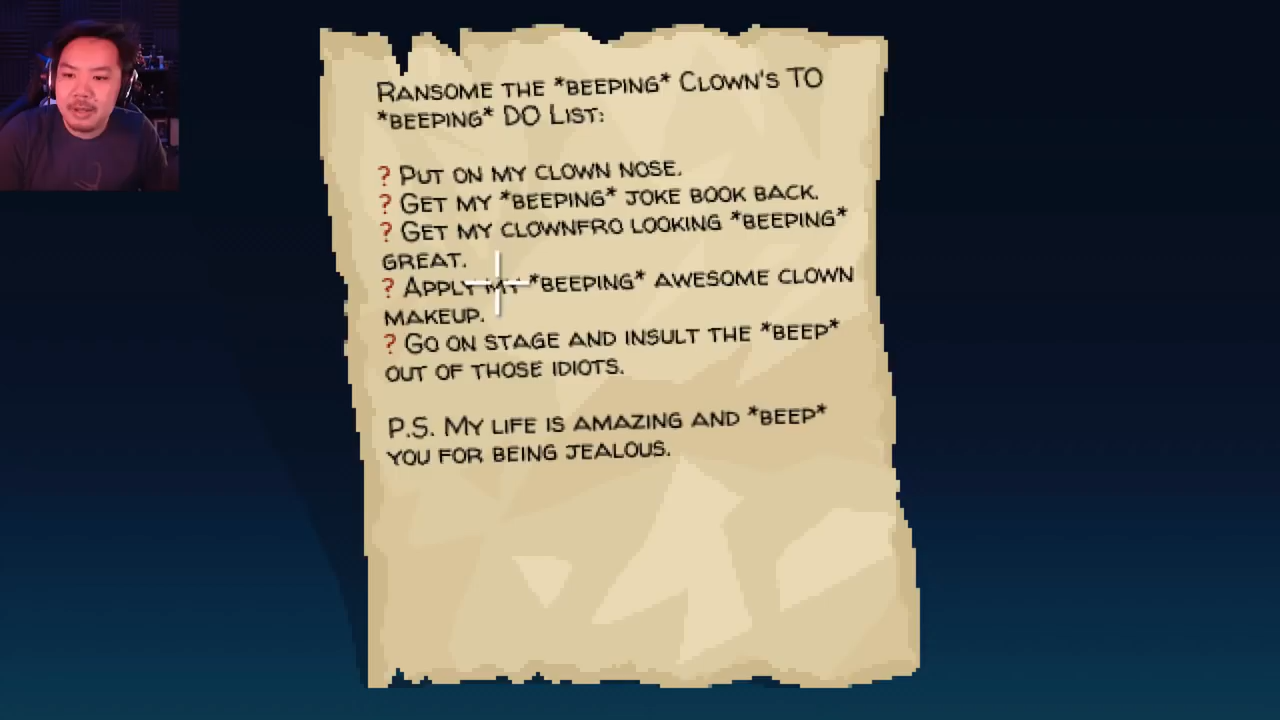 Ransome the *beeping* Clown's TO
*beeping* DO List:
? Put on my clown nose.
? Get my *beeping* joke book back.
? Get my clownfro looking *beeping*
great.
? Apply my *beeping* awesome clown
makeup.
? Go on stage and insult the *beep*
out of those idiots.
P.S. My life is amazing and *beep*
you for being jealous.